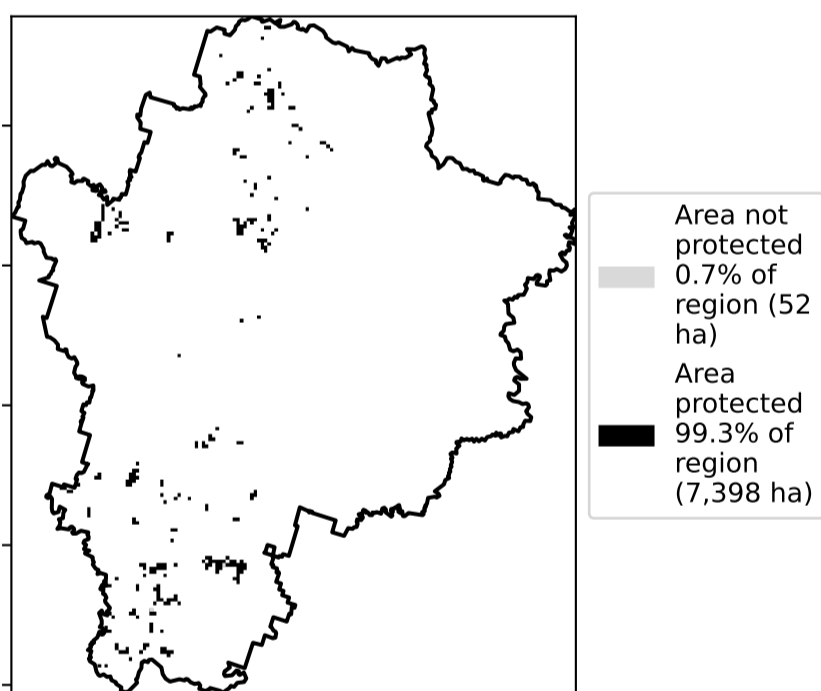 Area not
protected
0.7% of
region (52
ha)
Area
protected
99.3% of
region
(7,398 ha)